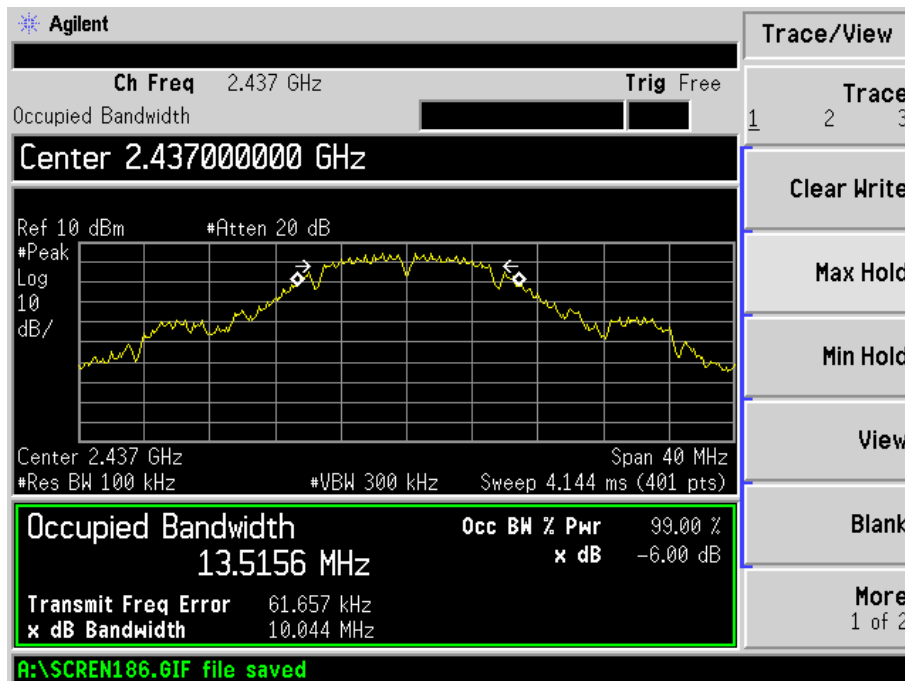 Agilent
Trace/View
Ch Freq 2.437 GHz Trig Free
Occupied Bandwidth
Trace
1 2 3
Center 2.437000000 GHz
Clear Write
Ref 10 dBm #Atten 20 dB
#Peak
Log
10
dB/
Max Hold
Min Hold
View
Center 2.437 GHz Span 40 MHz
#Res BW 100 kHz #VBW 300 kHz Sweep 4.144 ms (401 pts)
Occupied Bandwidth
13.5156 MHz
Occ BW % Pwr 99.00 %
x dB -6.00 dB
Blank
Transmit Freq Error 61.657 kHz
x dB Bandwidth 10.044 MHz
More
1 of 2
A:\SCREN186.GIF file saved